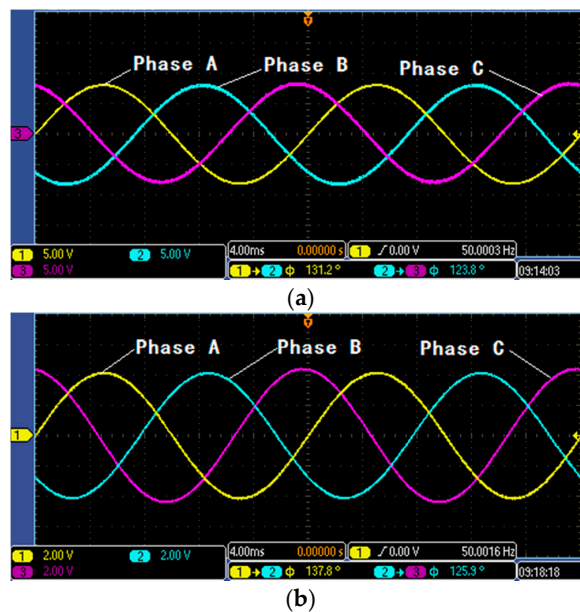 T
Phase A Phase B Phase C
3
1 5.00 V 2 5.00 V 4.00ms 0.00000 s 1 0.00 V 50.0003 Hz
3 5.00 V 1 → 2 ϕ 131.2 ° 2 → 3 ϕ 123.8 ° 09:14:03
(a)
T
Phase A Phase B Phase C
1
1 2.00 V 2 2.00 V 4.00ms 0.00000 s 1 0.00 V 50.0016 Hz
3 2.00 V 1 → 2 ϕ 137.8 ° 2 → 3 ϕ 125.9 ° 09:18:18
(b)